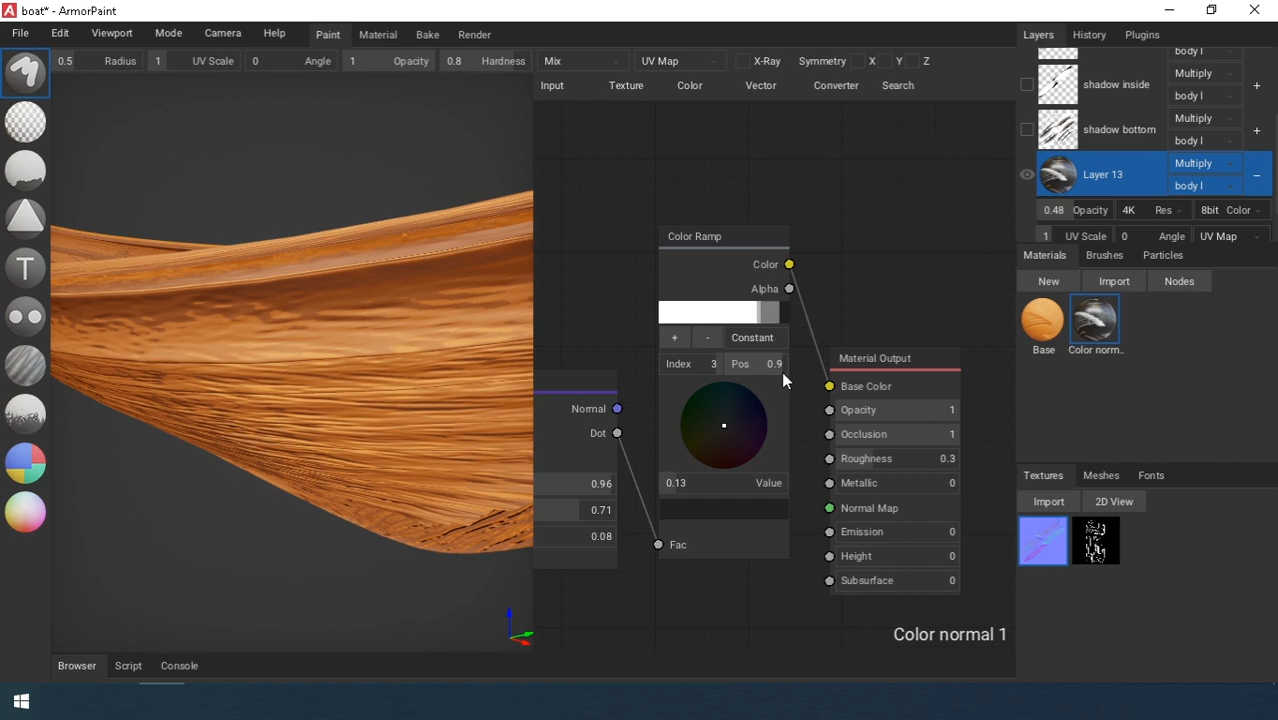 boat* - ArmorPaint
File Edit Viewport Mode Camera Help Paint Material Bake Render
Layers History Plugins
0.5 Radius 1 UV Scale 0 Angle 1 Opacity 0.8 Hardness Mix UV Map X-Ray Symmetry X Y Z
Input Texture Color Vector Converter Search
body l
shadow inside Multiply +
body l
shadow bottom Multiply +
body l
Layer 13 Multiply -
body l
0.48 Opacity 4K Res 8bit Color
1 UV Scale 0 Angle UV Map
Materials Brushes Particles
New Import Nodes
Base Color norm..
Textures Meshes Fonts
Import 2D View
Color Ramp
Color
Alpha
+ - Constant
Index 3 Pos 0.9
0.13 Value
Fac
Normal
Dot
0.96
0.71
0.08
Material Output
Base Color
Opacity 1
Occlusion 1
Roughness 0.3
Metallic 0
Normal Map
Emission 0
Height 0
Subsurface 0
Color normal 1
Browser Script Console